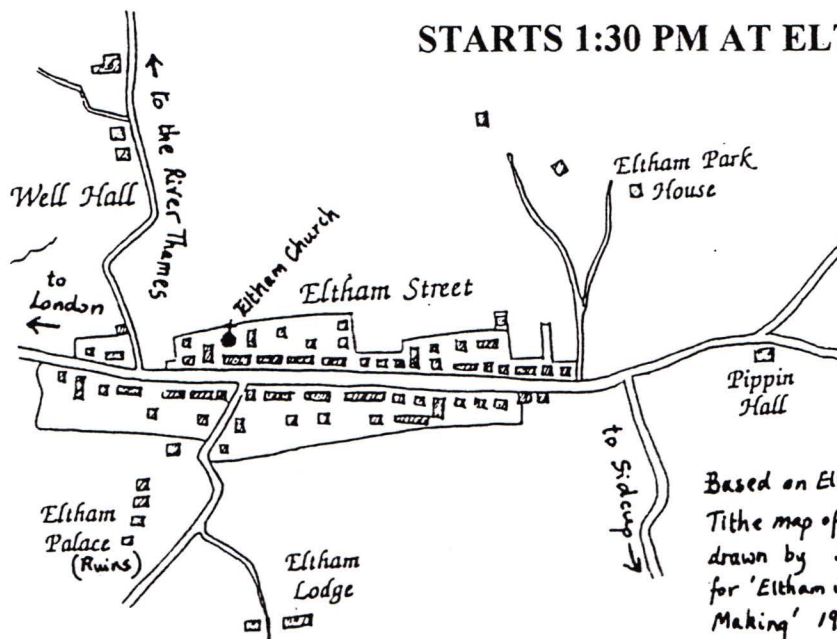 STARTS 1:30 PM AT ELT
to the River Thames
Well Hall
to
London
Eltham Church
Eltham Street
Eltham Park
House
Pippin
Hall
to Sidcup
Eltham
Palace
(Ruins)
Eltham
Lodge
Based on El
Tithe map of
drawn by
for 'Eltham
Making' 19